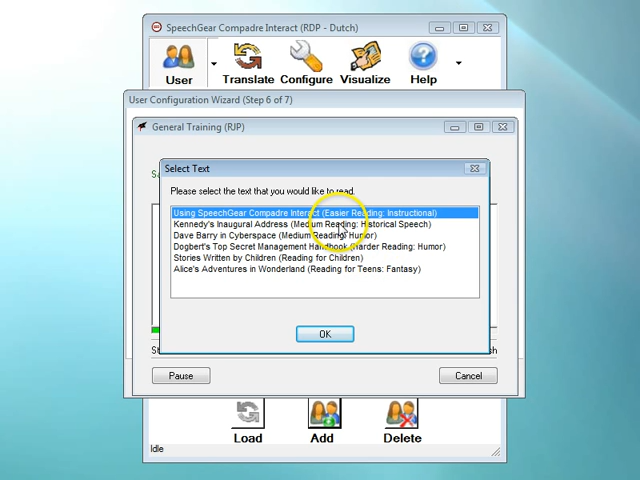 SpeechGear Compadre Interact (RDP - Dutch)
User
Translate
Configure
Visualize
Help
User Configuration Wizard (Step 6 of 7)
General Training (RJP)
Select Text
Please select the text that you would like to read.
Using SpeechGear Compadre Interact (Easier Reading: Instructional)
Kennedy's Inaugural Address (Medium Reading: Historical Speech)
Dave Barry in Cyberspace (Medium Reading: Humor)
Dogbert's Top Secret Management Handbook (Harder Reading: Humor)
Stories Written by Children (Reading for Children)
Alice's Adventures in Wonderland (Reading for Teens: Fantasy)
OK
Pause
Cancel
Load
Add
Delete
Idle